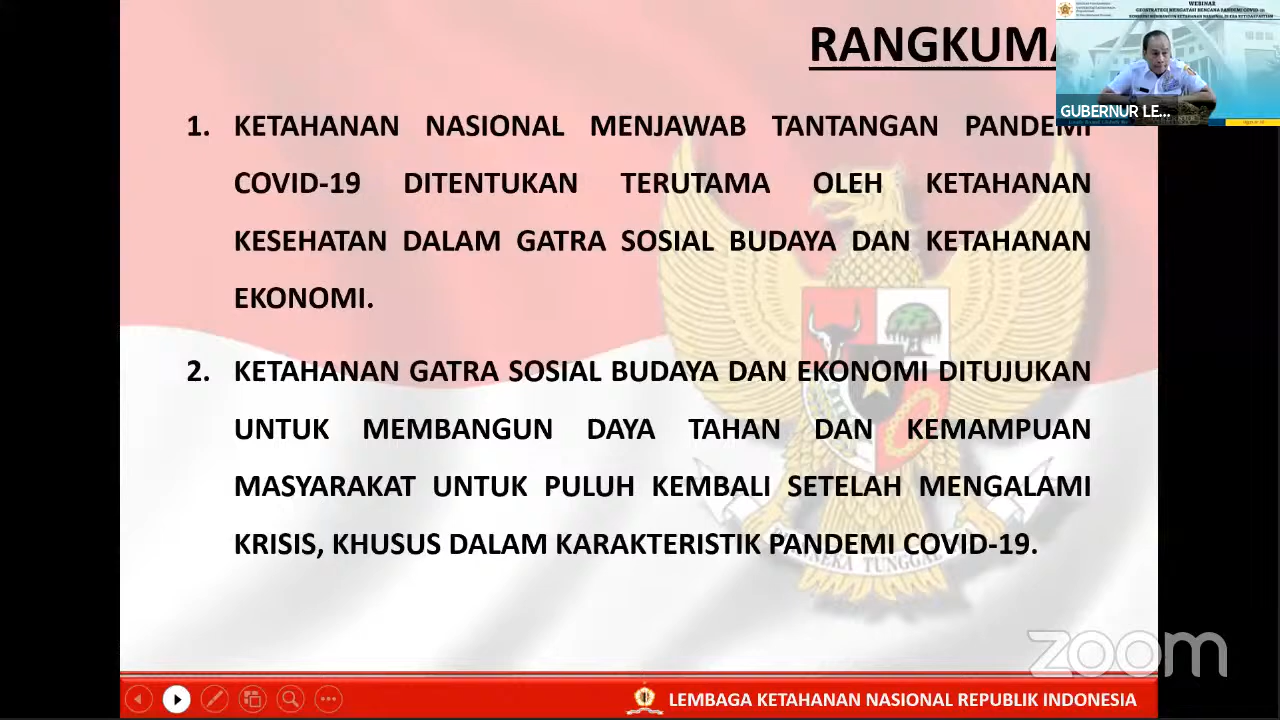 RANGKUMA
WEBINAR
GUBERNUR LE...
1. KETAHANAN NASIONAL MENJAWAB TANTANGAN PANDEMI
COVID-19 DITENTUKAN TERUTAMA OLEH KETAHANAN
KESEHATAN DALAM GATRA SOSIAL BUDAYA DAN KETAHANAN
EKONOMI.
2. KETAHANAN GATRA SOSIAL BUDAYA DAN EKONOMI DITUJUKAN
UNTUK MEMBANGUN DAYA TAHAN DAN KEMAMPUAN
MASYARAKAT UNTUK PULUH KEMBALI SETELAH MENGALAMI
KRISIS, KHUSUS DALAM KARAKTERISTIK PANDEMI COVID-19.
TUNGGAL
zoom
LEMBAGA KETAHANAN NASIONAL REPUBLIK INDONESIA